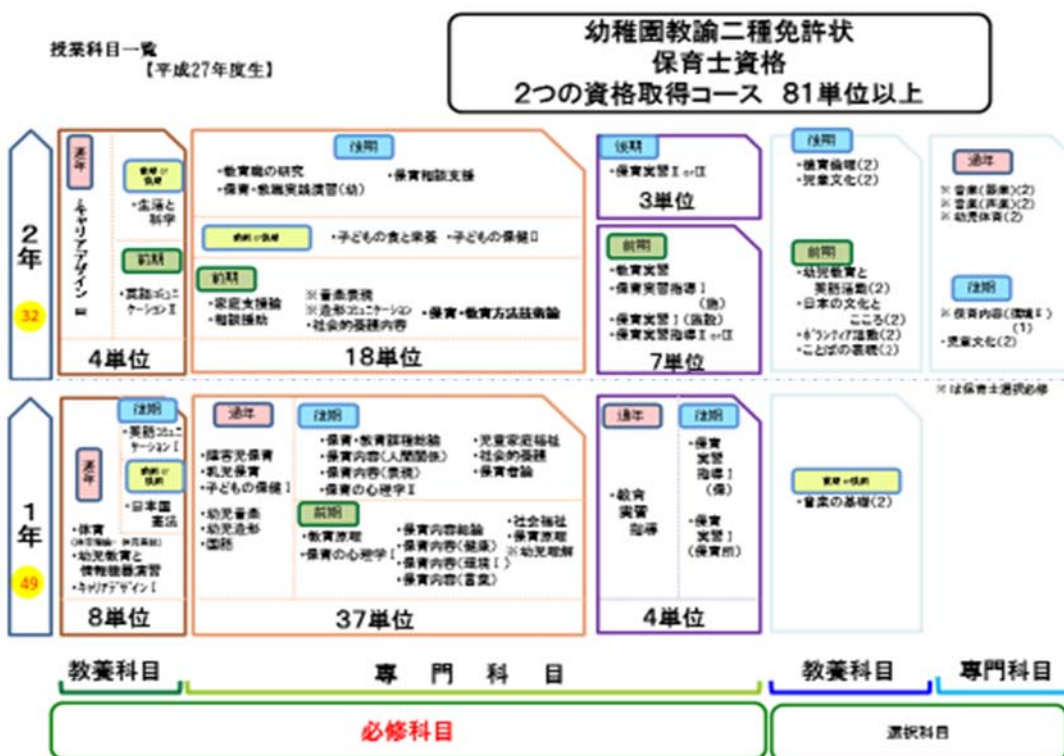 授業科目一覧
【平成27年度生】
幼稚園教諭二種免許状
保育士資格
2つの資格取得コース 81単位以上
2年
32
通年
・キャリアデザインⅡ
・生活と
科学
前期
・英語コミュニ
ケーションⅡ
4単位
後期
・教育職の研究
・保育・教職実践演習(幼)
・保育相談支援
・子どもの食と栄養 ・子どもの保健Ⅱ
前期
・家庭支援論
・相談援助
※音楽表現
※造形コミュニケーション
・社会的養護内容
・保育・教育方法技術論
18単位
後期
・保育実習Ⅱ or Ⅲ
3単位
前期
・教育実習
・保育実習指導Ⅰ
(施)
・保育実習Ⅰ(施設)
・保育実習指導Ⅱ or Ⅲ
7単位
後期
・児童文化(2)
前期
・幼児教育と
英語活動(2)
・日本の文化と
こころ(2)
・ボランティア活動(2)
・ことばの表現(2)
通年
※音楽(器楽)(2)
※音楽(声楽)(2)
※幼児体育(2)
後期
※保育内容(環境Ⅱ)
(1)
・児童文化(2)
※は保育士選択必修
1年
49
通年
・体育
・幼児教育と
情報機器演習
・キャリアデザインⅠ
後期
・英語コミュニ
ケーションⅠ
・日本国
憲法
8単位
通年
・障害児保育
・乳児保育
・子どもの保健Ⅰ
・幼児音楽
・幼児造形
・国語
後期
・保育・教育課程総論
・保育内容(人間関係)
・保育内容(表現)
・保育の心理学Ⅱ
・児童家庭福祉
・社会的養護
・保育者論
前期
・教育原理
・保育の心理学Ⅰ
・保育内容総論
・保育内容(健康)
・保育内容(環境Ⅰ)
・保育内容(言葉)
・社会福祉
・保育原理
※幼児理解
37単位
通年
・教育
実習
指導
後期
・保育
実習
指導Ⅰ
(保)
・保育
実習Ⅰ
(保育所)
4単位
・音楽の基礎(2)
教養科目
専門科目
教養科目
専門科目
必修科目
選択科目